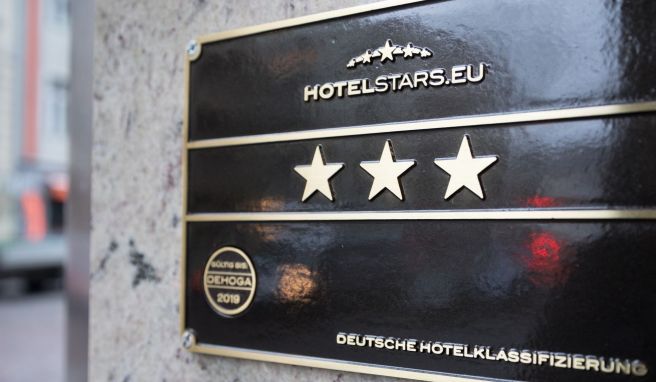 HOTELSTARS.EU
GÜLTIG BIS:
DEHOGA
2019
DEUTSCHE HOTELKLASSIFIZIERUNG